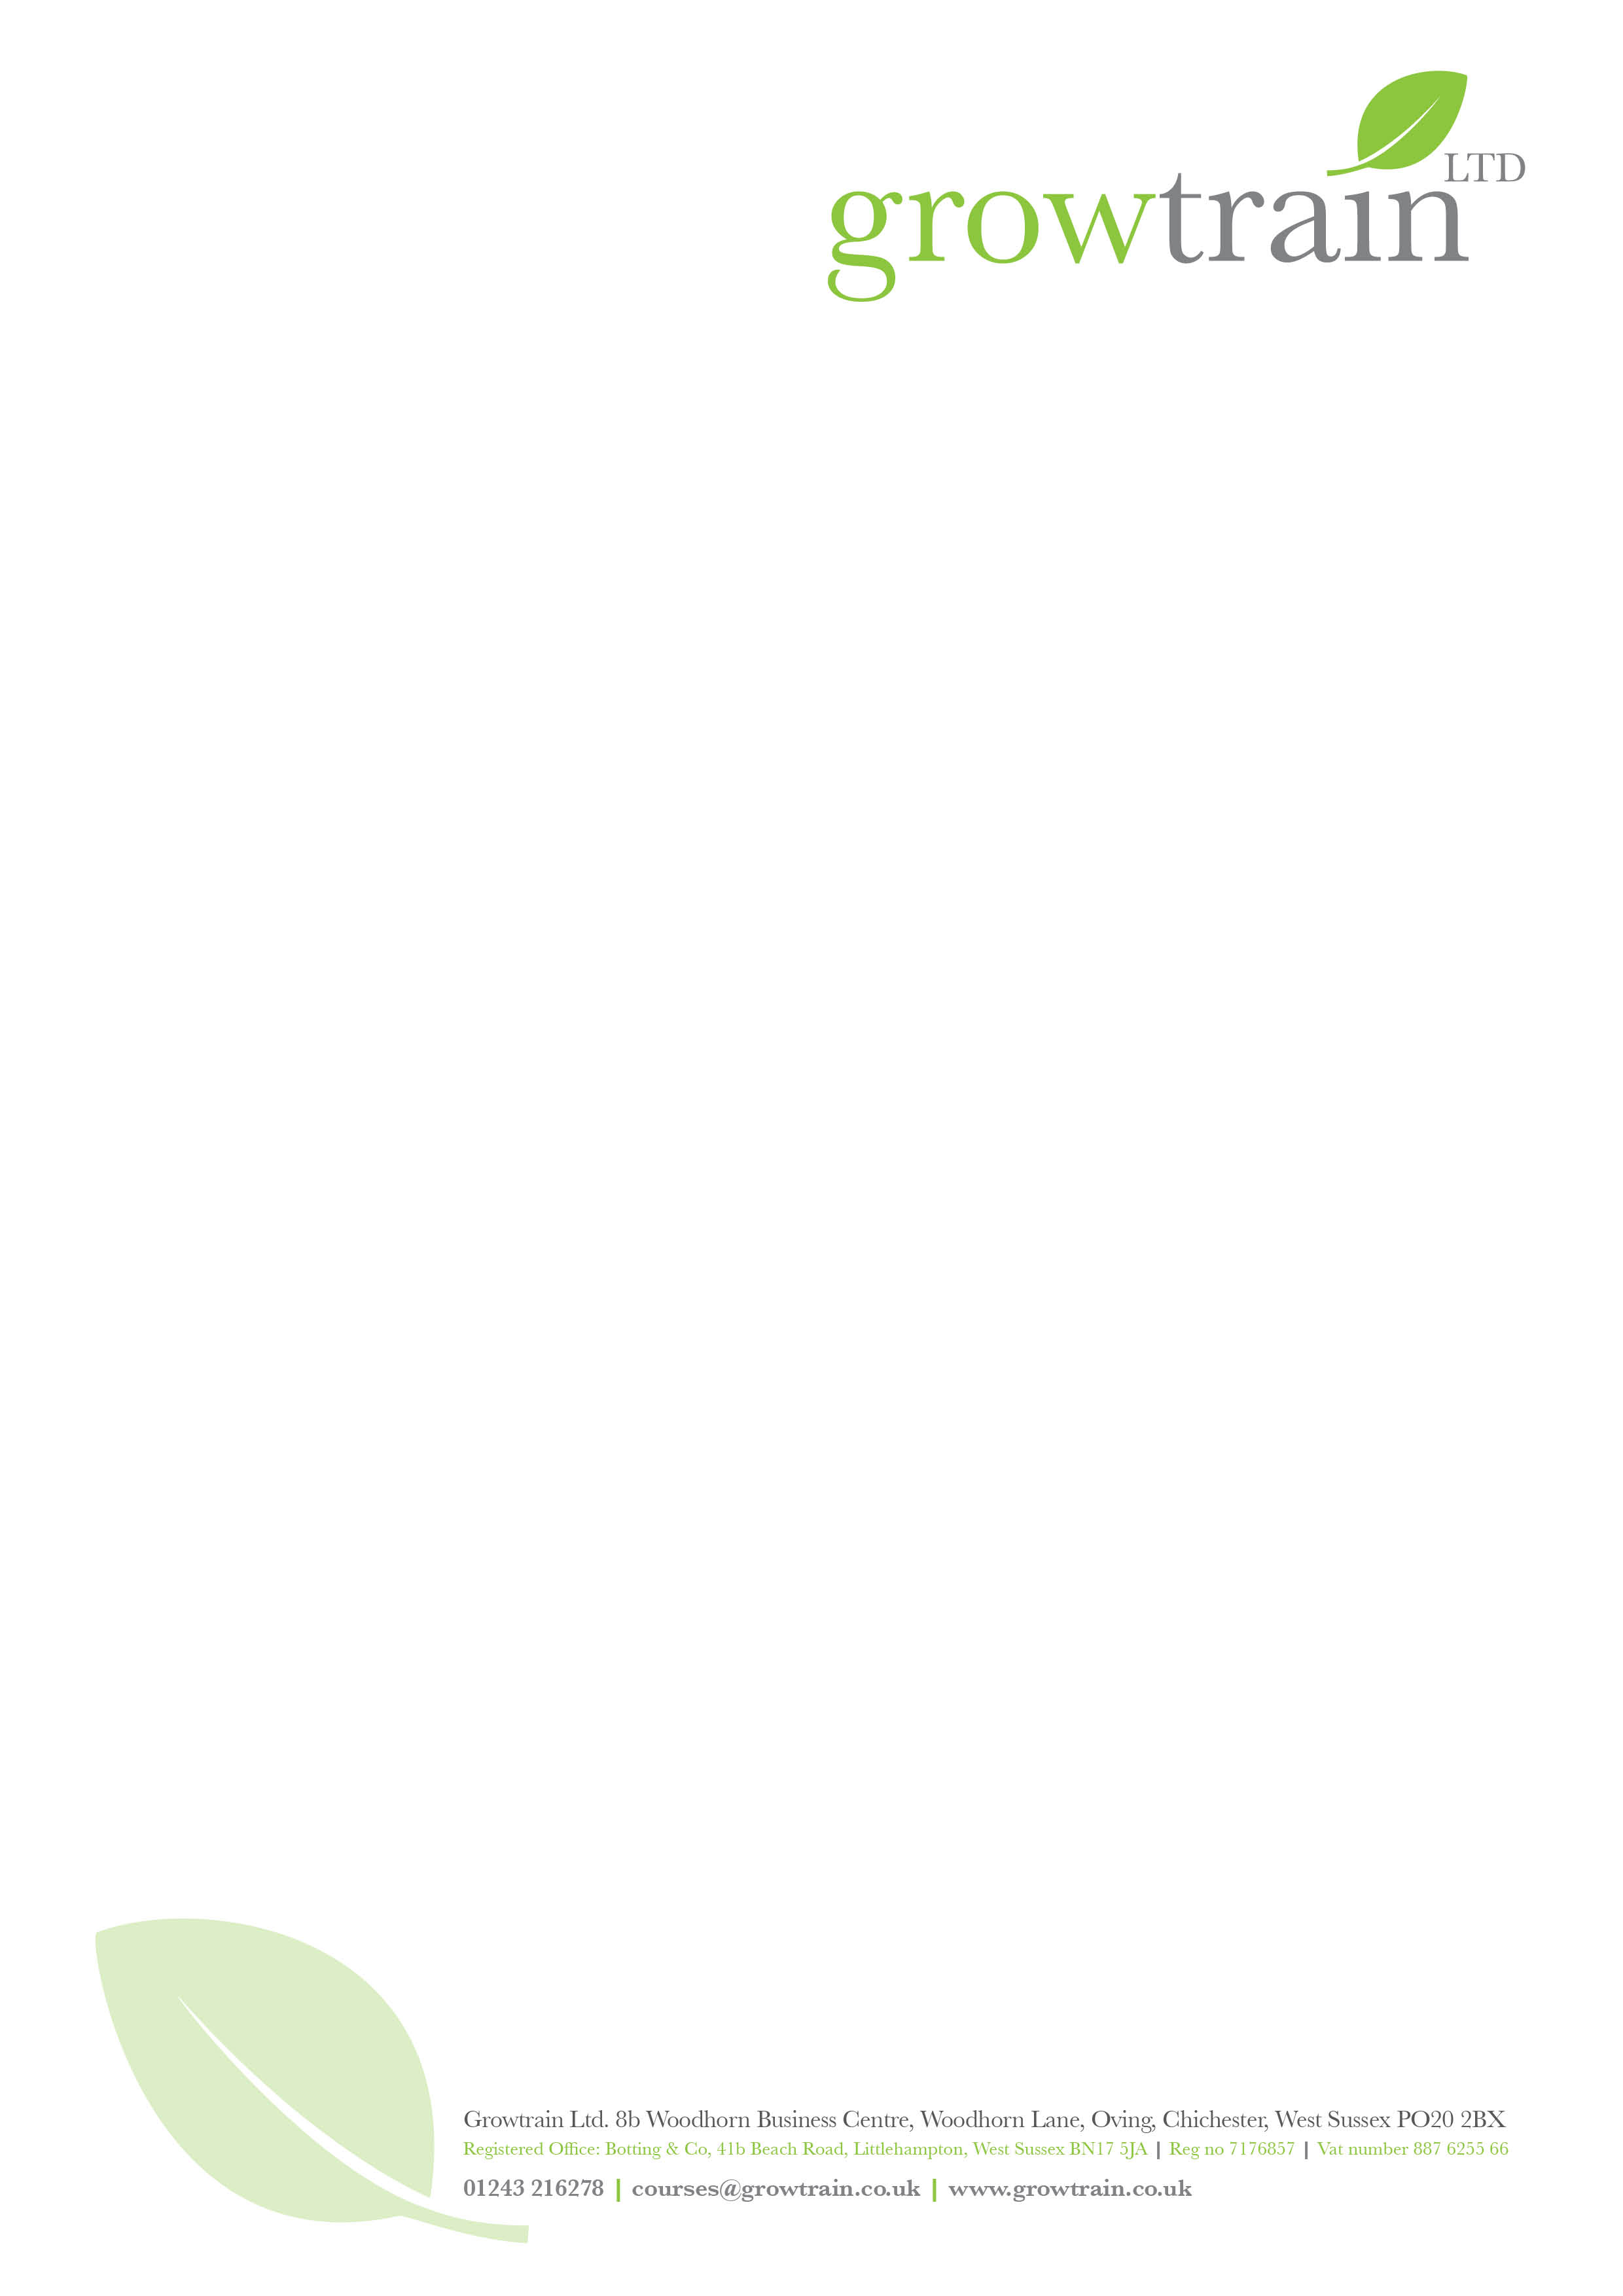 growtrain LTD
Growtrain Ltd. 8b Woodhorn Business Centre, Woodhorn Lane, Oving, Chichester, West Sussex PO20 2BX
Registered Office: Botting & Co, 41b Beach Road, Littlehampton, West Sussex BN17 5JA | Reg no 7176857 | Vat number 887 6255 66
01243 216278 | courses@growtrain.co.uk | www.growtrain.co.uk